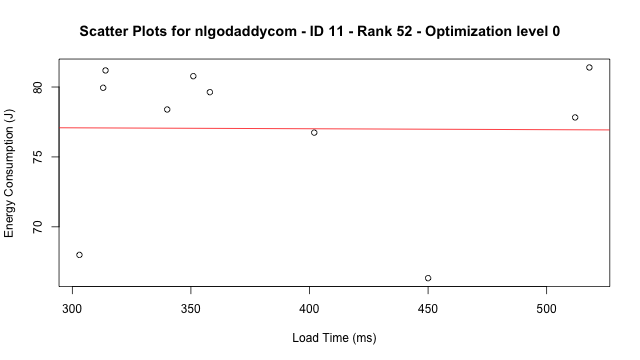 Scatter Plots for nlgodaddycom - ID 11 - Rank 52 - Optimization level 0
Energy Consumption (J)
80
75
70
300 350 400 450 500
Load Time (ms)